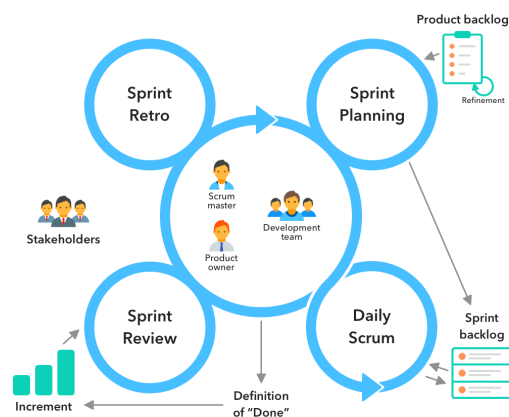 Product backlog
Refinement
Sprint
Retro
Sprint
Planning
Scrum
master
Development
team
Product
owner
Stakeholders
Sprint
Review
Daily
Scrum
Sprint
backlog
Increment
Definition
of “Done”